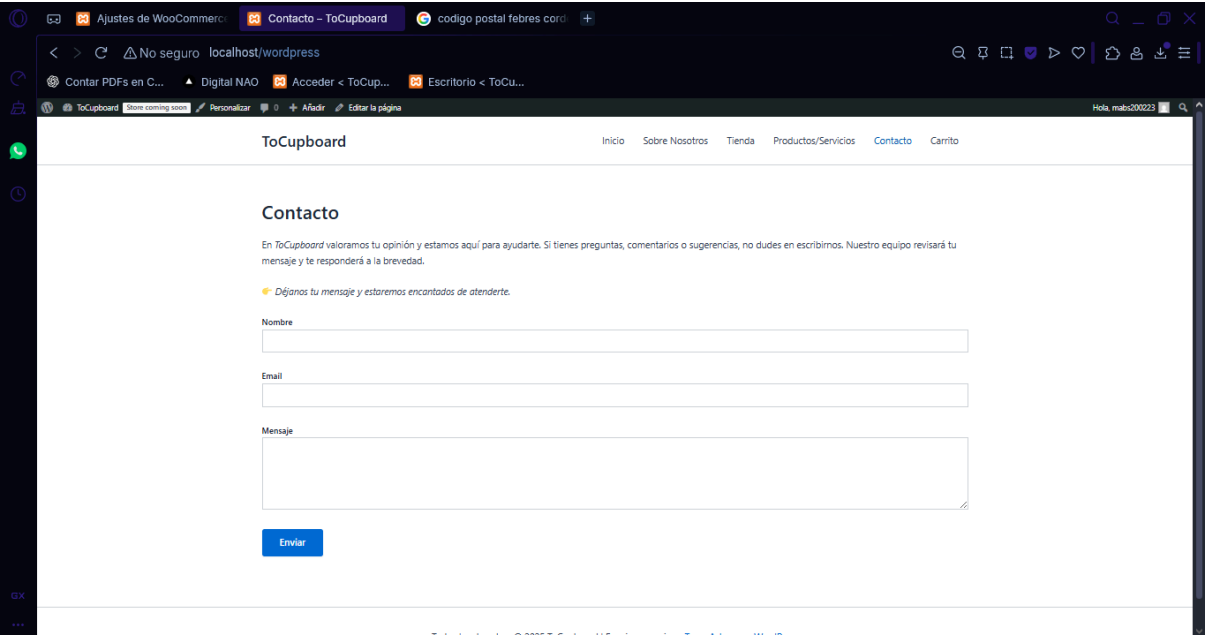 Ajustes de WooCommerc
Contacto – ToCupboard
codigo postal febres cord
No seguro localhost/wordpress
Contar PDFs en C...
Digital NAO
Acceder < ToCup...
Escritorio < ToCu...
ToCupboard Store coming soon Personalizar 0 Añadir Editar la página
Hola, mabs200223
ToCupboard
Inicio Sobre Nosotros Tienda Productos/Servicios Contacto Carrito
Contacto
En ToCupboard valoramos tu opinión y estamos aquí para ayudarte. Si tienes preguntas, comentarios o sugerencias, no dudes en escribirnos. Nuestro equipo revisará tu
mensaje y te responderá a la brevedad.
👉 Déjanos tu mensaje y estaremos encantados de atenderte.
Nombre
Email
Mensaje
Enviar
GX